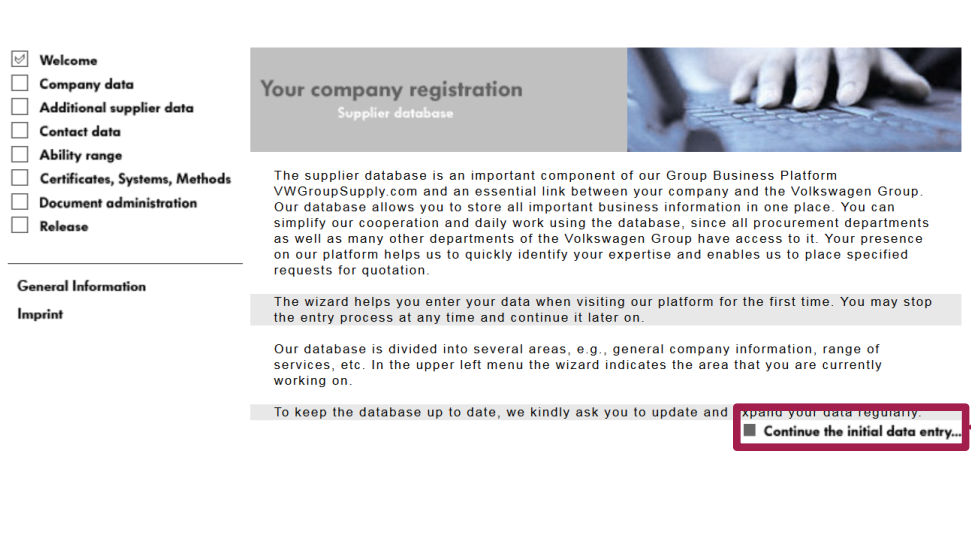 Welcome
Company data
Additional supplier data
Contact data
Ability range
Certificates, Systems, Methods
Document administration
Release
General Information
Imprint
Your company registration
Supplier database
The supplier database is an important component of our Group Business Platform
VWGroupSupply.com and an essential link between your company and the Volkswagen Group.
Our database allows you to store all important business information in one place. You can
simplify our cooperation and daily work using the database, since all procurement departments
as well as many other departments of the Volkswagen Group have access to it. Your presence
on our platform helps us to quickly identify your expertise and enables us to place specified
requests for quotation.
The wizard helps you enter your data when visiting our platform for the first time. You may stop
the entry process at any time and continue it later on.
Our database is divided into several areas, e.g., general company information, range of
services, etc. In the upper left menu the wizard indicates the area that you are currently
working on.
To keep the database up to date, we kindly ask you to update and expand your data regularly.
Continue the initial data entry...